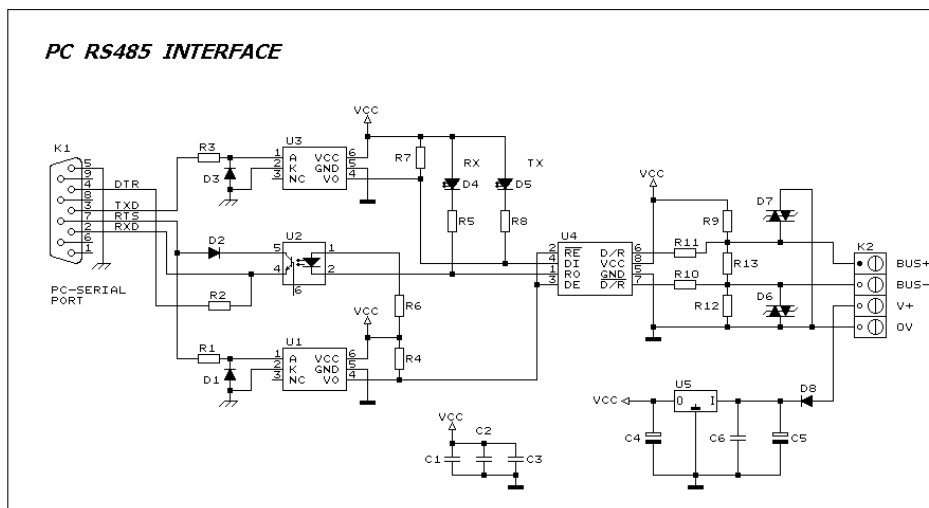 PC RS485 INTERFACE
K1
5
9
4
8
3
7
2
6
1
DTR
TXD
RTS
RXD
PC-SERIAL
PORT
R3
D3
U3
1 A VCC 6
2 K GND 5
3 NC VO 4
VCC
R7
RX
TX
D4
D5
R5
R8
D2
U2
5
4
6
1
2
R2
R6
VCC
R4
R1
D1
U1
1 A VCC 6
2 K GND 5
3 NC VO 4
U4
2 RE D/R 6
4 DI VCC 8
1 RO GND 5
3 DE D/R 7
VCC
R9
R11
R10
R13
R12
D7
D6
K2
BUS+
BUS-
V+
0V
VCC
C1
C2
C3
VCC
U5
O I
D8
C4
C6
C5